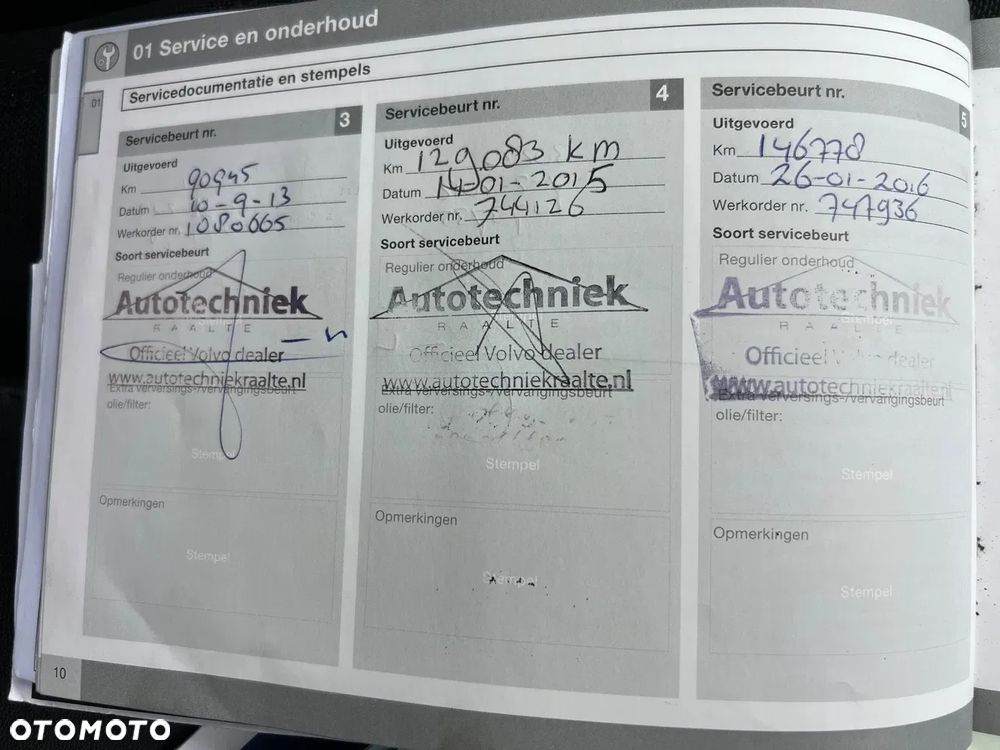 01 Service en onderhoud
01
Servicedocumentatie en stempels
Servicebeurt nr. 3
Uitgevoerd
Km 90945
Datum 10-9-13
Werkorder nr. 1080665
Soort servicebeurt
Regulier onderhoud
Autotechniek
RAALTE
Officieel Volvo dealer
www.autotechniekraalte.nl
Extra verversings-/vervangingsbeurt
olie/filter:
Stempel
Opmerkingen
Stempel
Servicebeurt nr. 4
Uitgevoerd
Km 129083 km
Datum 14-01-2015
Werkorder nr. 744126
Soort servicebeurt
Regulier onderhoud
Autotechniek
RAALTE
Officieel Volvo dealer
www.autotechniekraalte.nl
Extra verversings-/vervangingsbeurt
olie/filter:
Stempel
Opmerkingen
Stempel
Servicebeurt nr. 5
Uitgevoerd
Km 146778
Datum 26-01-2016
Werkorder nr. 747936
Soort servicebeurt
Regulier onderhoud
Autotechniek
RAALTE
Officieel Volvo dealer
www.autotechniekraalte.nl
Extra verversings-/vervangingsbeurt
olie/filter:
Stempel
Opmerkingen
Stempel
10
OTOMOTO